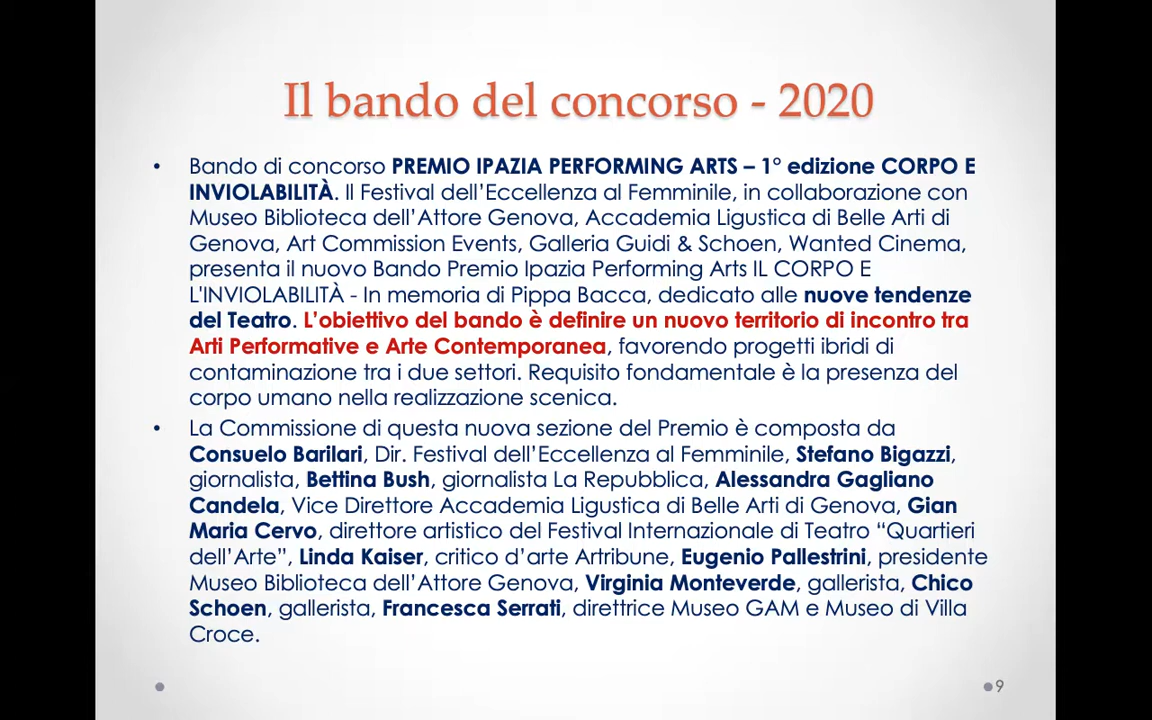 Il bando del concorso - 2020
• Bando di concorso PREMIO IPAZIA PERFORMING ARTS – 1° edizione CORPO E
INVIOLABILITÀ. Il Festival dell’Eccellenza al Femminile, in collaborazione con
Museo Biblioteca dell’Attore Genova, Accademia Ligustica di Belle Arti di
Genova, Art Commission Events, Galleria Guidi & Schoen, Wanted Cinema,
presenta il nuovo Bando Premio Ipazia Performing Arts IL CORPO E
L'INVIOLABILITÀ - In memoria di Pippa Bacca, dedicato alle nuove tendenze
del Teatro. L’obiettivo del bando è definire un nuovo territorio di incontro tra
Arti Performative e Arte Contemporanea, favorendo progetti ibridi di
contaminazione tra i due settori. Requisito fondamentale è la presenza del
corpo umano nella realizzazione scenica.
• La Commissione di questa nuova sezione del Premio è composta da
Consuelo Barilari, Dir. Festival dell’Eccellenza al Femminile, Stefano Bigazzi,
giornalista, Bettina Bush, giornalista La Repubblica, Alessandra Gagliano
Candela, Vice Direttore Accademia Ligustica di Belle Arti di Genova, Gian
Maria Cervo, direttore artistico del Festival Internazionale di Teatro “Quartieri
dell’Arte”, Linda Kaiser, critico d’arte Artribune, Eugenio Pallestrini, presidente
Museo Biblioteca dell’Attore Genova, Virginia Monteverde, gallerista, Chico
Schoen, gallerista, Francesca Serrati, direttrice Museo GAM e Museo di Villa
Croce.
9